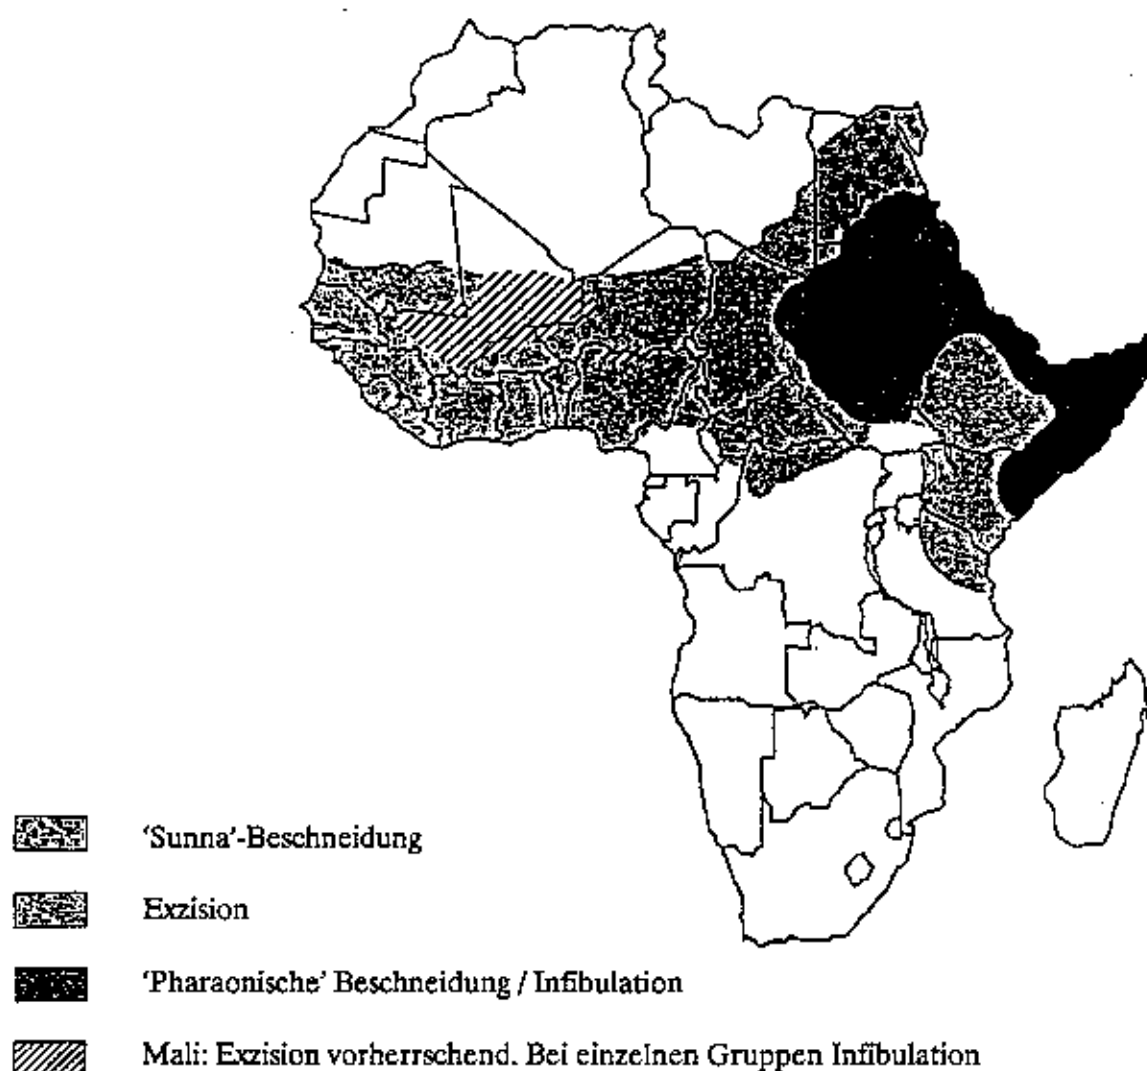 'Sunna'-Beschneidung
Exzision
'Pharaonische' Beschneidung / Infibulation
Mali: Exzision vorherrschend. Bei einzelnen Gruppen Infibulation